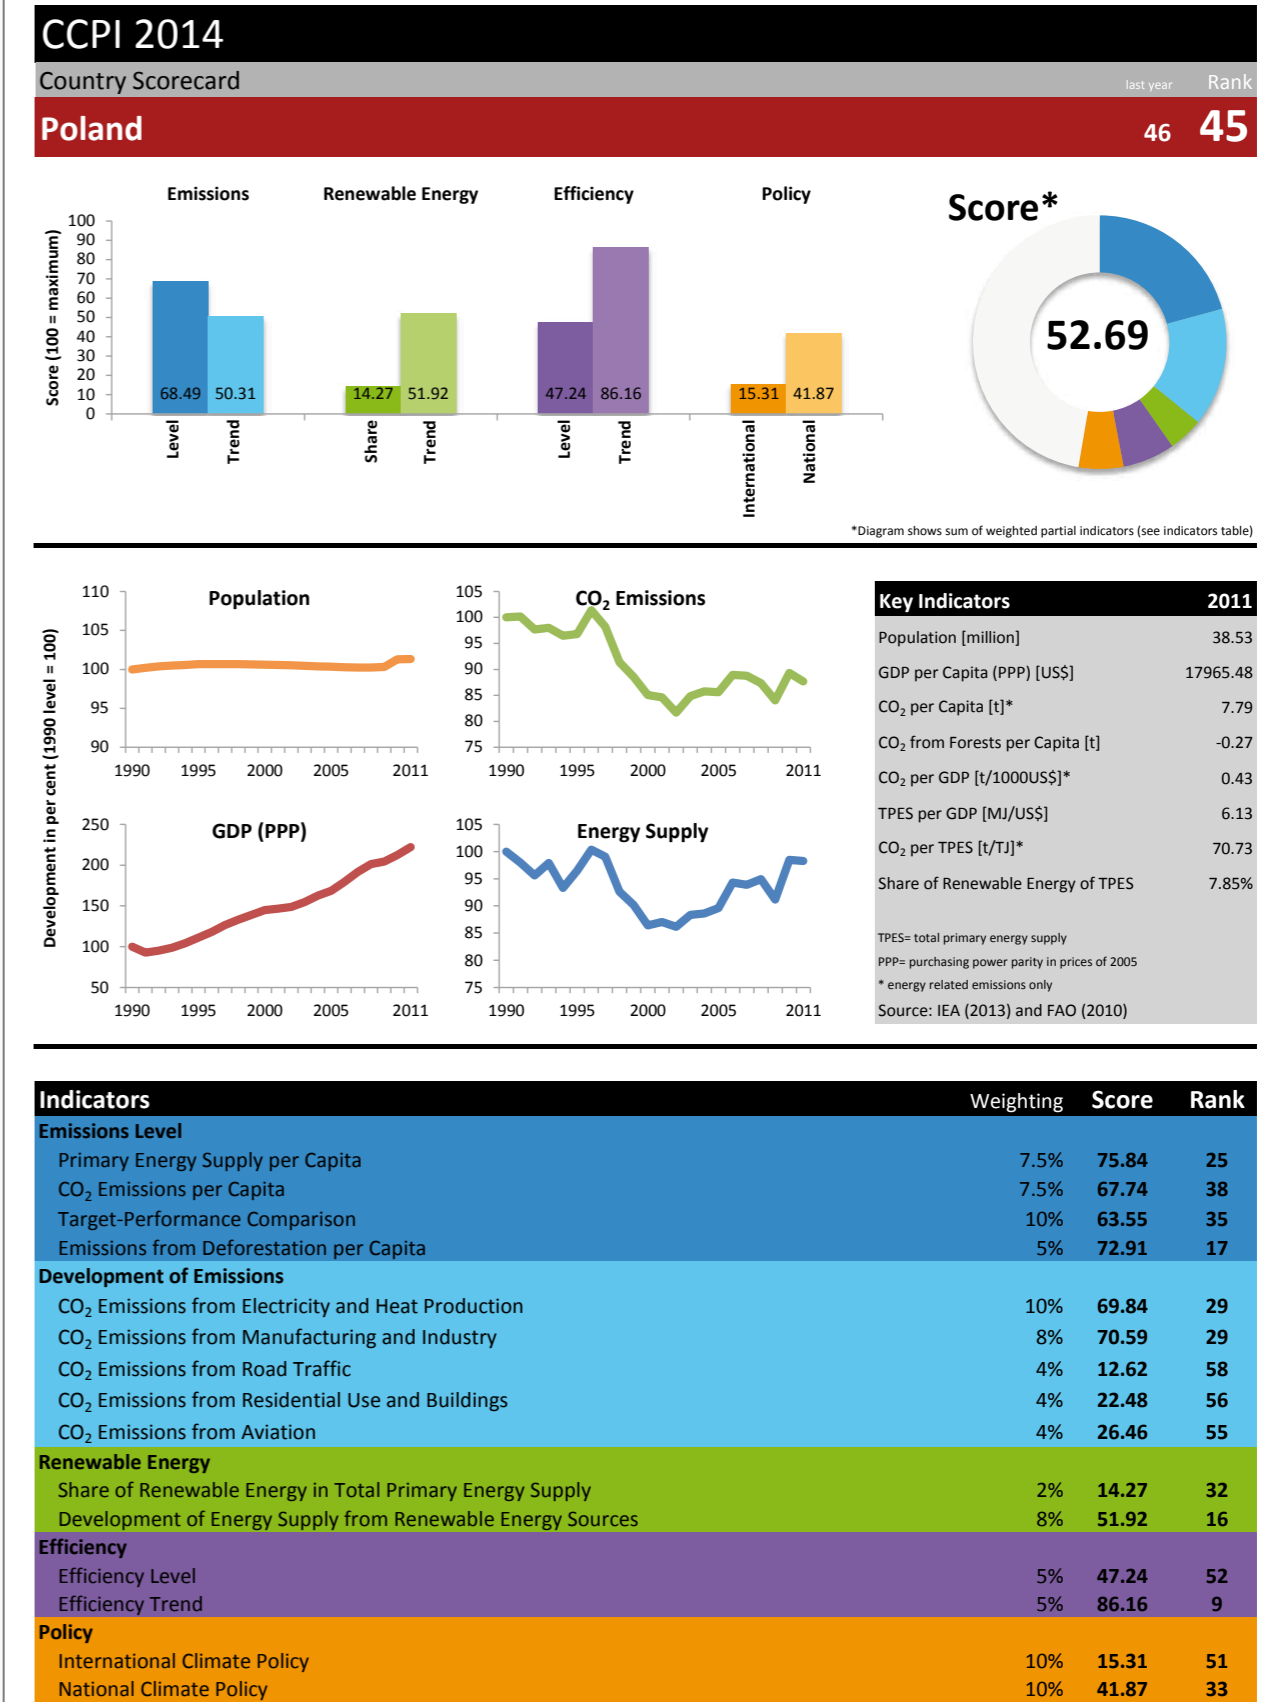 CCPI 2014
Country Scorecard last year Rank
Poland 46 45
Emissions Renewable Energy Efficiency Policy
Score*
Score (100 = maximum)
100
90
80
70
60
50
40
30
20
10
0
68.49 50.31 14.27 51.92 47.24 86.16 15.31 41.87
Level Trend Share Trend Level Trend International National
52.69
*Diagram shows sum of weighted partial indicators (see indicators table)
Development in per cent (1990 level = 100)
Population
110
105
100
95
90
1990 1995 2000 2005 2011
CO2 Emissions
105
100
95
90
85
80
75
1990 1995 2000 2005 2011
GDP (PPP)
250
200
150
100
50
1990 1995 2000 2005 2011
Energy Supply
105
100
95
90
85
80
75
1990 1995 2000 2005 2011
Key Indicators 2011
Population [million] 38.53
GDP per Capita (PPP) [US$] 17965.48
CO2 per Capita [t]* 7.79
CO2 from Forests per Capita [t] -0.27
CO2 per GDP [t/1000US$]* 0.43
TPES per GDP [MJ/US$] 6.13
CO2 per TPES [t/TJ]* 70.73
Share of Renewable Energy of TPES 7.85%
TPES= total primary energy supply
PPP= purchasing power parity in prices of 2005
* energy related emissions only
Source: IEA (2013) and FAO (2010)
Indicators Weighting Score Rank
Emissions Level
Primary Energy Supply per Capita 7.5% 75.84 25
CO2 Emissions per Capita 7.5% 67.74 38
Target-Performance Comparison 10% 63.55 35
Emissions from Deforestation per Capita 5% 72.91 17
Development of Emissions
CO2 Emissions from Electricity and Heat Production 10% 69.84 29
CO2 Emissions from Manufacturing and Industry 8% 70.59 29
CO2 Emissions from Road Traffic 4% 12.62 58
CO2 Emissions from Residential Use and Buildings 4% 22.48 56
CO2 Emissions from Aviation 4% 26.46 55
Renewable Energy
Share of Renewable Energy in Total Primary Energy Supply 2% 14.27 32
Development of Energy Supply from Renewable Energy Sources 8% 51.92 16
Efficiency
Efficiency Level 5% 47.24 52
Efficiency Trend 5% 86.16 9
Policy
International Climate Policy 10% 15.31 51
National Climate Policy 10% 41.87 33